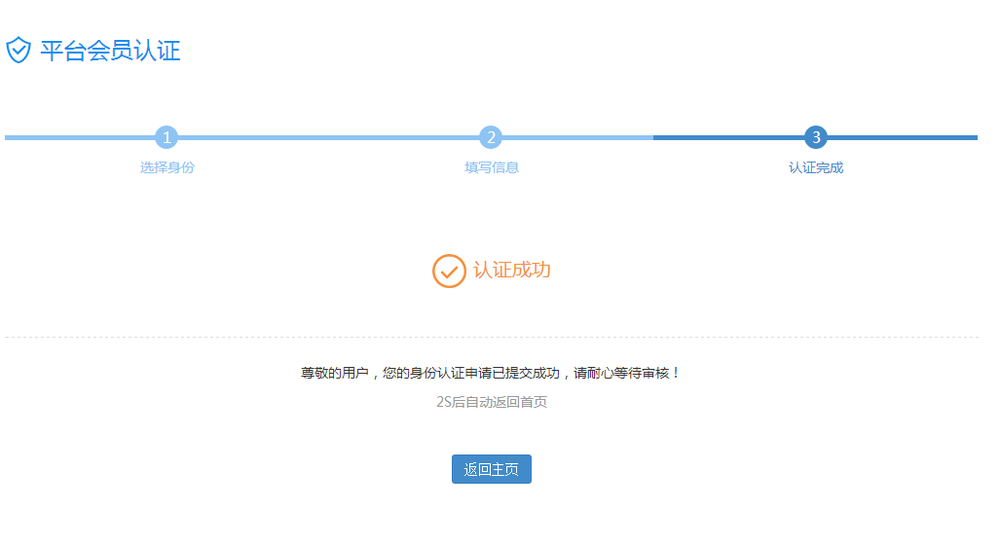 平台会员认证
1
2
3
选择身份
填写信息
认证完成
认证成功
尊敬的用户，您的身份认证申请已提交成功，请耐心等待审核！
2S后自动返回首页
返回主页